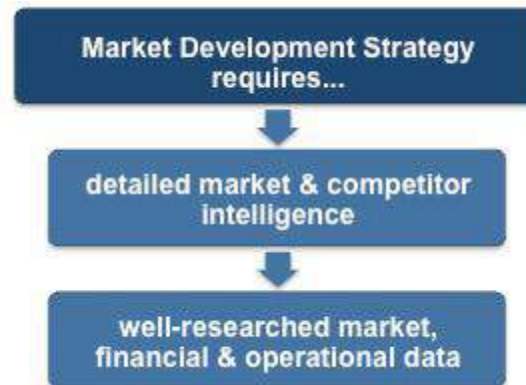 Market Development Strategy
requires...
detailed market & competitor
intelligence
well-researched market,
financial & operational data